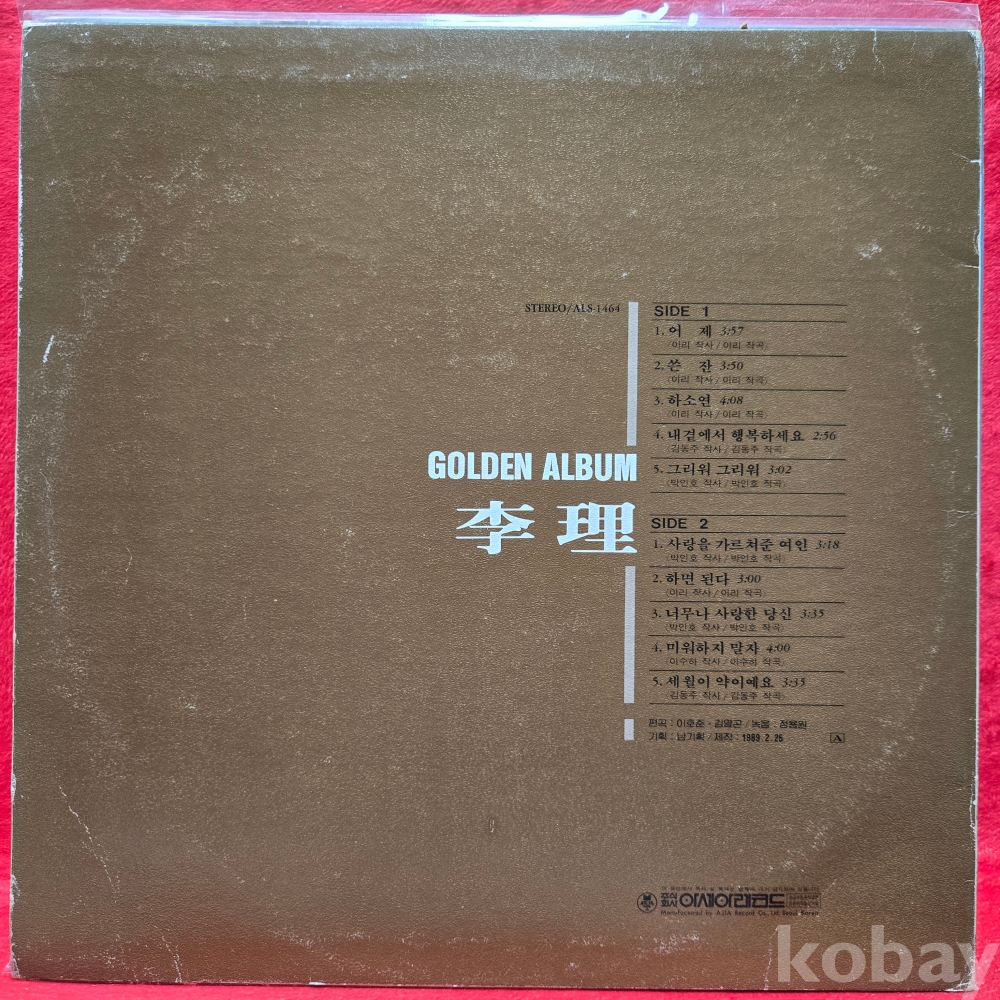 STEREO/ALS-1464
GOLDEN ALBUM
李理
SIDE 1
1. 어 제 3:57
(이리 작사/이리 작곡)
2. 쓴 잔 3:50
(이리 작사/이리 작곡)
3. 하소연 4:08
(이리 작사/이리 작곡)
4. 내곁에서 행복하세요 2:56
(김동주 작사/김동주 작곡)
5. 그리워 그리워 3:02
(박인호 작사/박인호 작곡)
SIDE 2
1. 사랑을 가르쳐준 여인 3:18
(박인호 작사/박인호 작곡)
2. 하면 된다 3:00
(이리 작사/이리 작곡)
3. 너무나 사랑한 당신 3:35
(박인호 작사/박인호 작곡)
4. 미워하지 말자 4:00
(이수하 작사/이수하 작곡)
5. 세월이 약이예요 3:35
(김동주 작사/김동주 작곡)
편곡 : 이호준·김명곤/녹음 : 정용원
기획 : 남기획/제작 : 1989. 2. 25 A
주식회사 아세아레코드
Manufactured by AJIA Record Co., Ltd. Seoul Korea
kobay